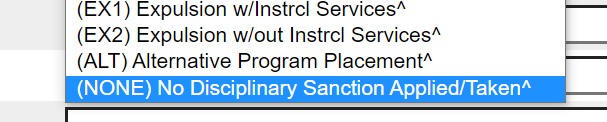 (EX1) Expulsion w/Instrcl Services^
(EX2) Expulsion w/out Instrcl Services^
(ALT) Alternative Program Placement^
(NONE) No Disciplinary Sanction Applied/Taken^